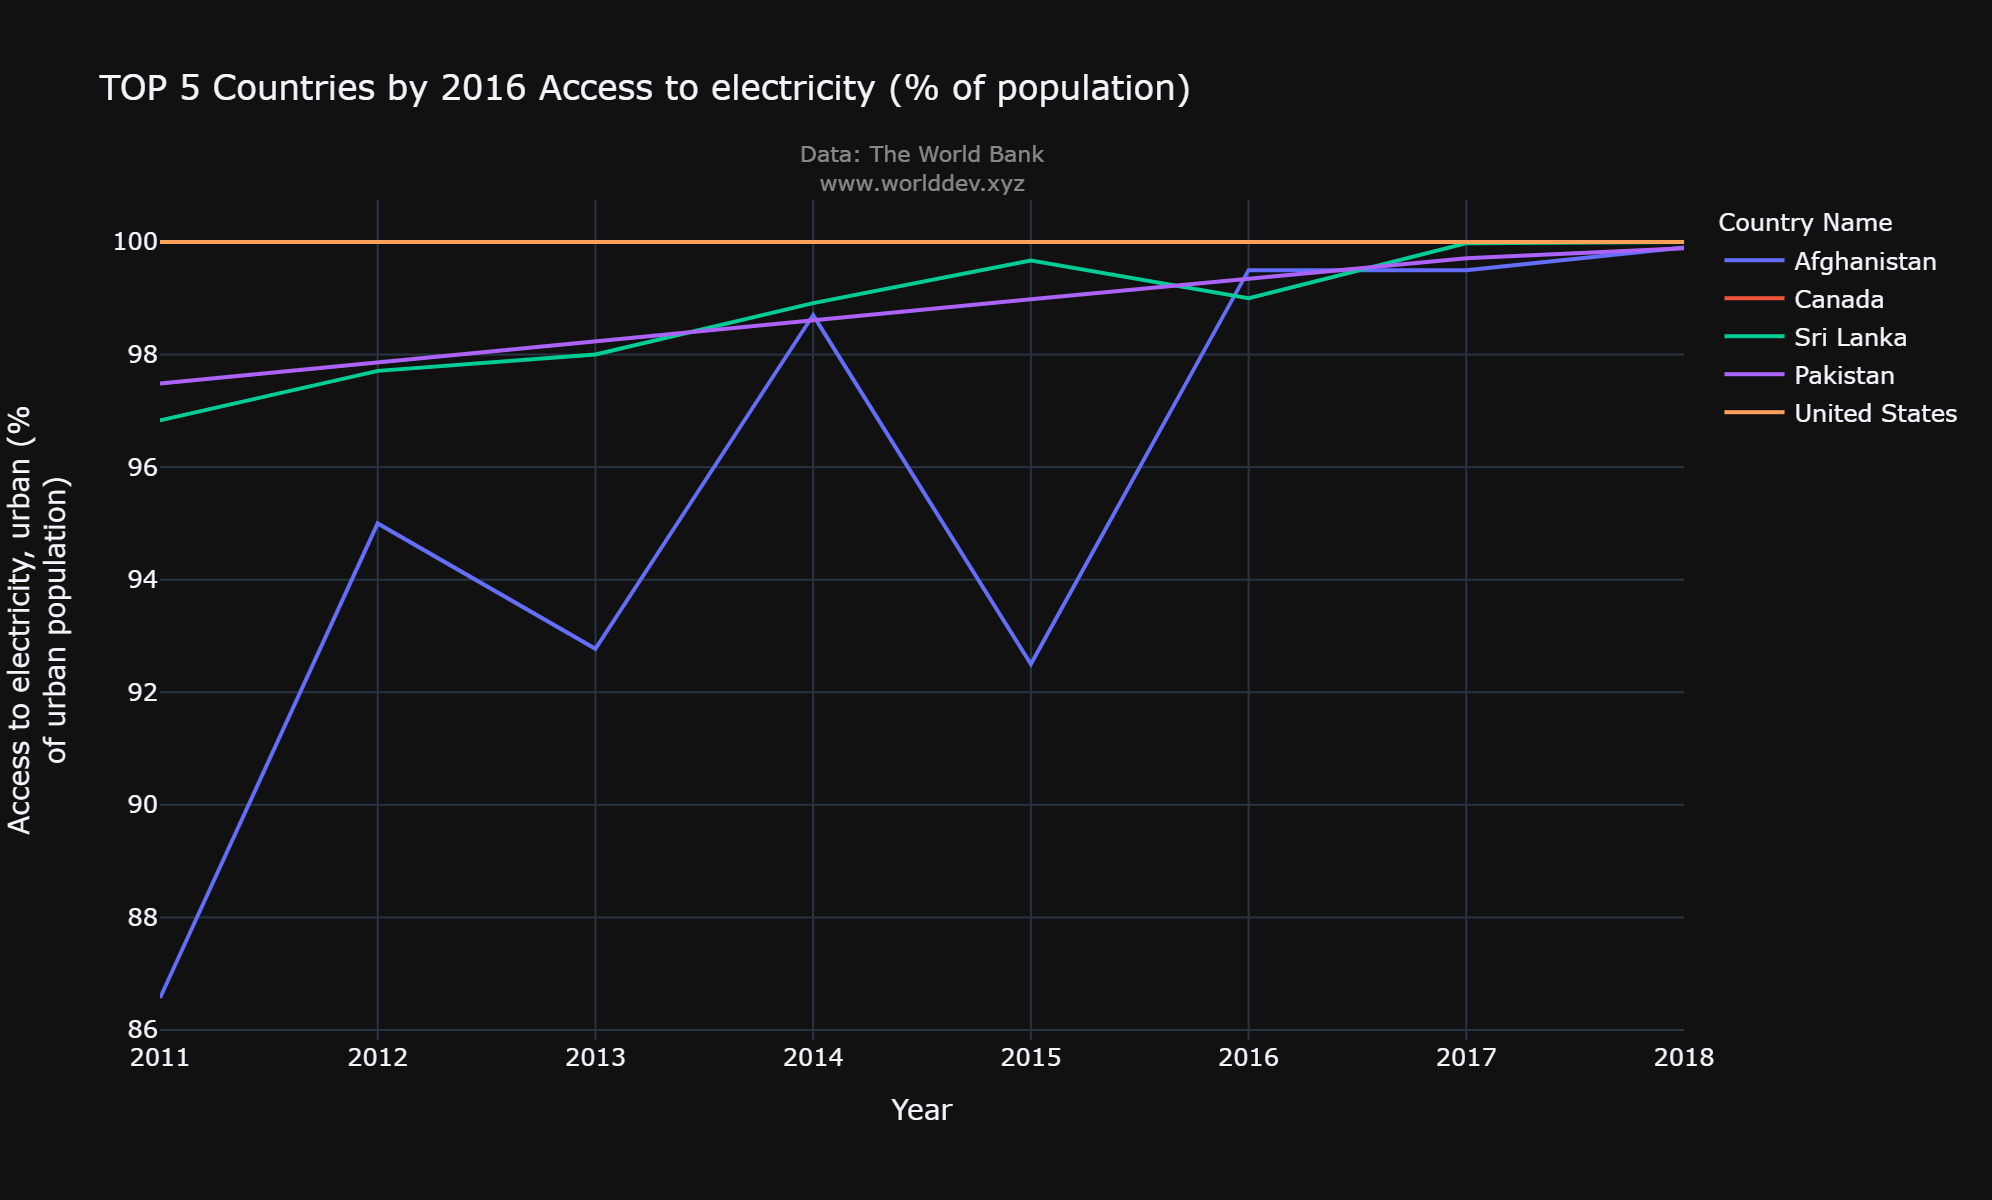 TOP 5 Countries by 2016 Access to electricity (% of population)
Data: The World Bank
www.worlddev.xyz
Country Name
Afghanistan
Canada
Sri Lanka
Pakistan
United States
Access to electricity, urban (%
of urban population)
100
98
96
94
92
90
88
86
2011
2012
2013
2014
2015
2016
2017
2018
Year